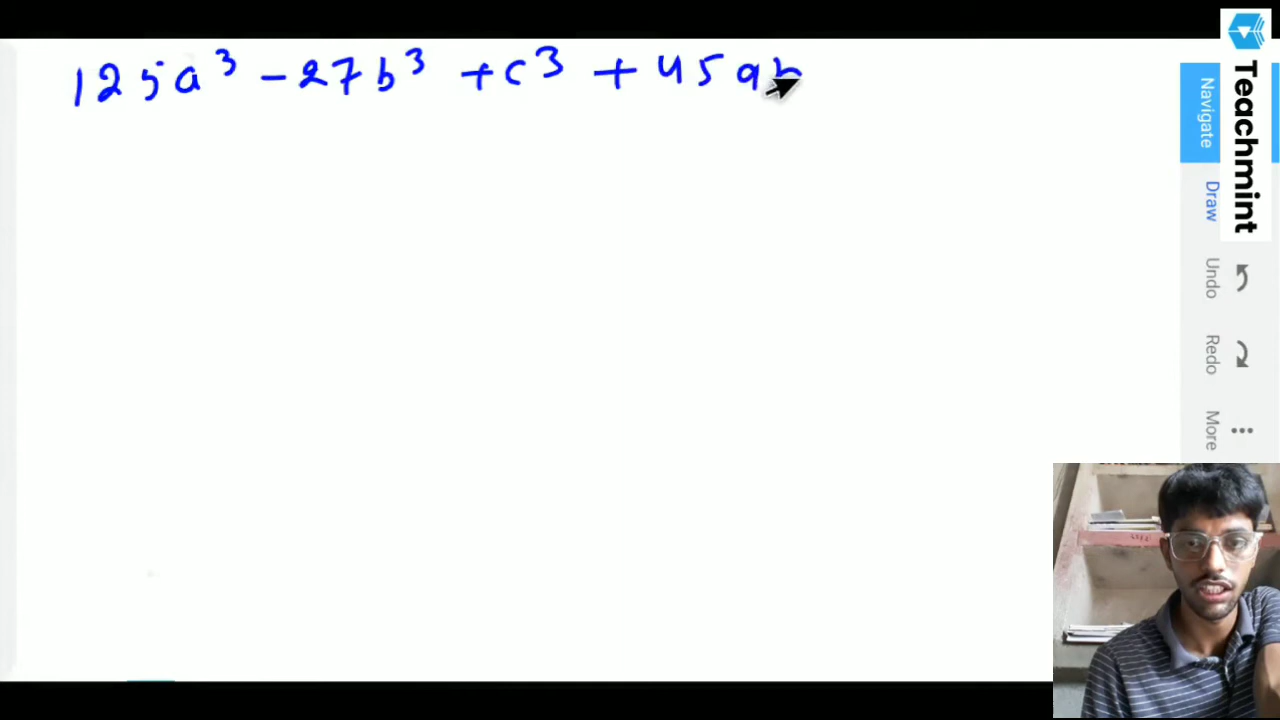 125a³ - 27b³ + c³ + 45ab
Teachmint
Navigate
Draw
Undo
Redo
More